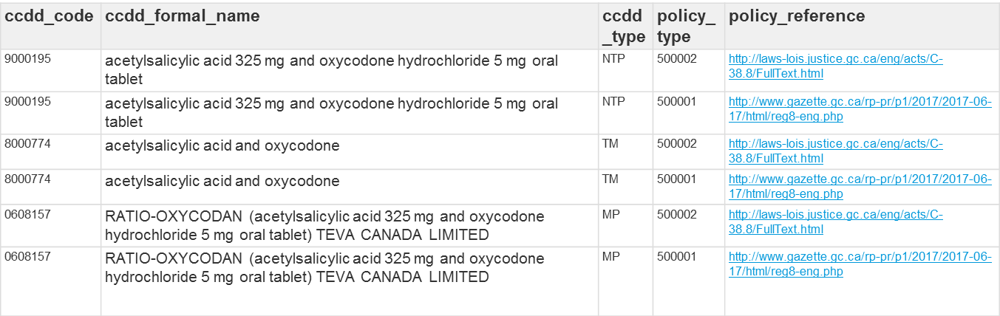 ccdd_code ccdd_formal_name ccdd policy_ policy_reference
_type type
9000195 acetylsalicylic acid 325 mg and oxycodone hydrochloride 5 mg oral NTP 500002 http://laws-lois.justice.gc.ca/eng/acts/C-
tablet 38.8/FullText.html
9000195 acetylsalicylic acid 325 mg and oxycodone hydrochloride 5 mg oral NTP 500001 http://www.gazette.gc.ca/rp-pr/p1/2017/2017-06-
tablet 17/html/reg8-eng.php
8000774 acetylsalicylic acid and oxycodone TM 500002 http://laws-lois.justice.gc.ca/eng/acts/C-
38.8/FullText.html
8000774 acetylsalicylic acid and oxycodone TM 500001 http://www.gazette.gc.ca/rp-pr/p1/2017/2017-06-
17/html/reg8-eng.php
0608157 RATIO-OXYCODAN (acetylsalicylic acid 325 mg and oxycodone MP 500002 http://laws-lois.justice.gc.ca/eng/acts/C-
hydrochloride 5 mg oral tablet) TEVA CANADA LIMITED 38.8/FullText.html
0608157 RATIO-OXYCODAN (acetylsalicylic acid 325 mg and oxycodone MP 500001 http://www.gazette.gc.ca/rp-pr/p1/2017/2017-06-
hydrochloride 5 mg oral tablet) TEVA CANADA LIMITED 17/html/reg8-eng.php